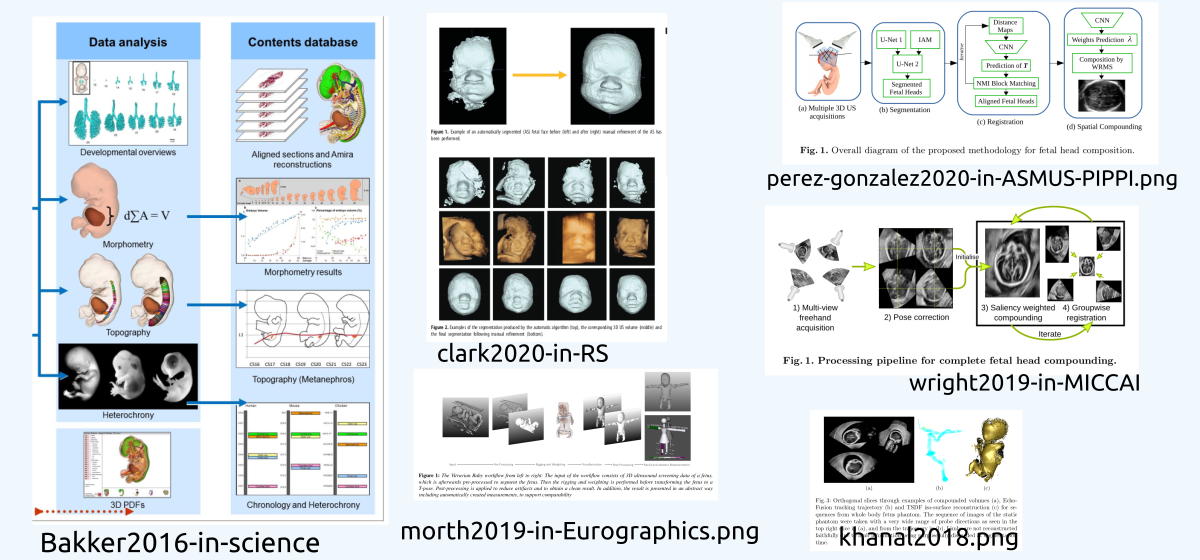 Data analysis
Developmental overviews
d∑A = V
Morphometry
Topography
Heterochrony
3D PDFs
Contents database
Aligned sections and Amira
reconstructions
Morphometry results
CS16 CS17 CS18 CS19 CS20 CS21 CS22 CS23
Topography (Metanephros)
Chronology and Heterochrony
Bakker2016-in-science
Figure 1. Example of an automatically segmented (AS) fetal face before (left) and after (right) manual refinement of the AS has
been performed.
Figure 2. Examples of the segmentation produced by the automatic algorithm (top), the corresponding 3D US volume (middle) and
the final segmentation following manual refinement (bottom).
clark2020-in-RS
Figure 1: The Vitruvian Baby workflow from left to right: The input of the workflow consists of 3D ultrasound screening data of a fetus,
which is afterwards pre-processed to segment the fetus. Then the rigging and weighting is performed before transforming the fetus to a
T-pose. Post-processing is applied to reduce artifacts and to obtain a clean result. In addition, the result is presented in an abstract way
including automatically created measurements, to support comparability
morth2019-in-Eurographics.png
(a) Multiple 3D US
acquisitions
U-Net 1
IAM
U-Net 2
Segmented
Fetal Heads
(b) Segmentation
Iterative
Distance
Maps
CNN
Prediction of T
NMI Block Matching
Aligned Fetal Heads
(c) Registration
CNN
Weights Prediction λ
Composition by
WRMS
(d) Spatial Compounding
Fig. 1. Overall diagram of the proposed methodology for fetal head composition.
perez-gonzalez2020-in-ASMUS-PIPPI.png
1) Multi-view
freehand
acquisition
2) Pose correction
Initialise
3) Saliency weighted
compounding
4) Groupwise
registration
Iterate
Fig. 1. Processing pipeline for complete fetal head compounding.
wright2019-in-MICCAI
(a)
(b)
(c)
Fig. 3: Orthogonal slices through examples of compounded volumes (a), Echo-
Fusion tracking trajectory (b) and TSDF iso-surface reconstruction (c) for se-
quences from whole body fetus phantom. The sequence of images of the static
phantom were taken with a very wide range of probe directions as seen in the
top right
time.
khanal2018.png